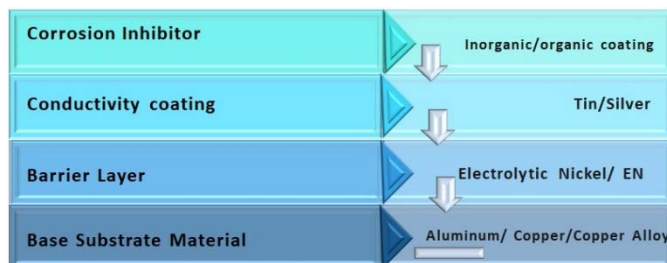 Corrosion Inhibitor
Inorganic/organic coating
Conductivity coating
Tin/Silver
Barrier Layer
Electrolytic Nickel/ EN
Base Substrate Material
Aluminum/ Copper/Copper Alloy